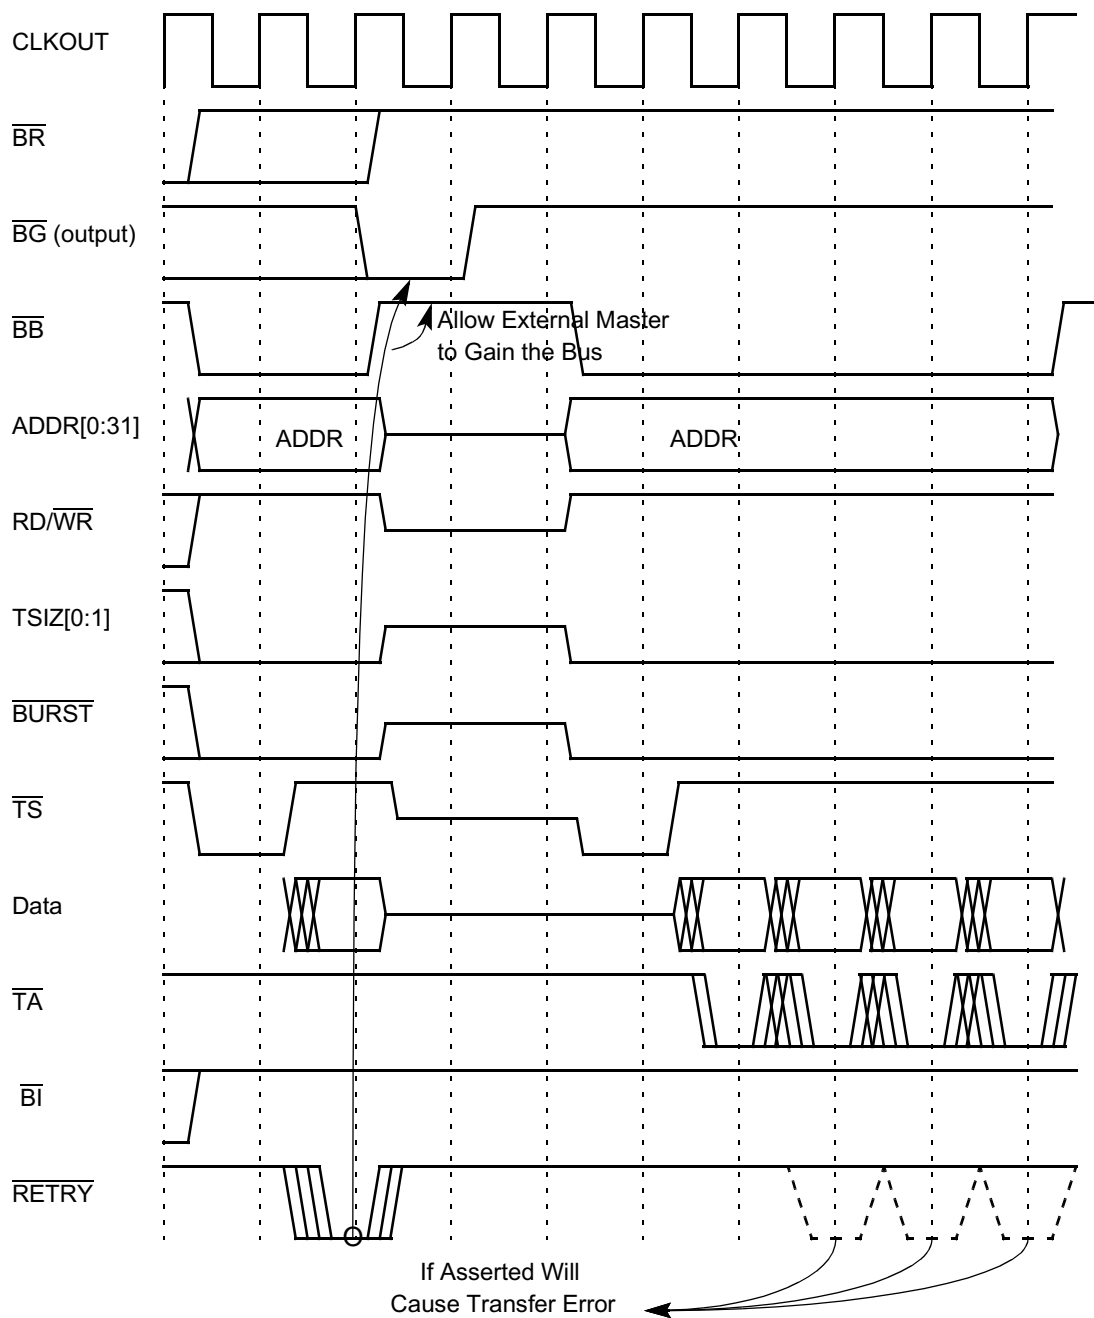 CLKOUT
BR
BG (output)
BB
Allow External Master
to Gain the Bus
ADDR[0:31]
ADDR
ADDR
RD/WR
TSIZ[0:1]
BURST
TS
Data
TA
BI
RETRY
If Asserted Will
Cause Transfer Error